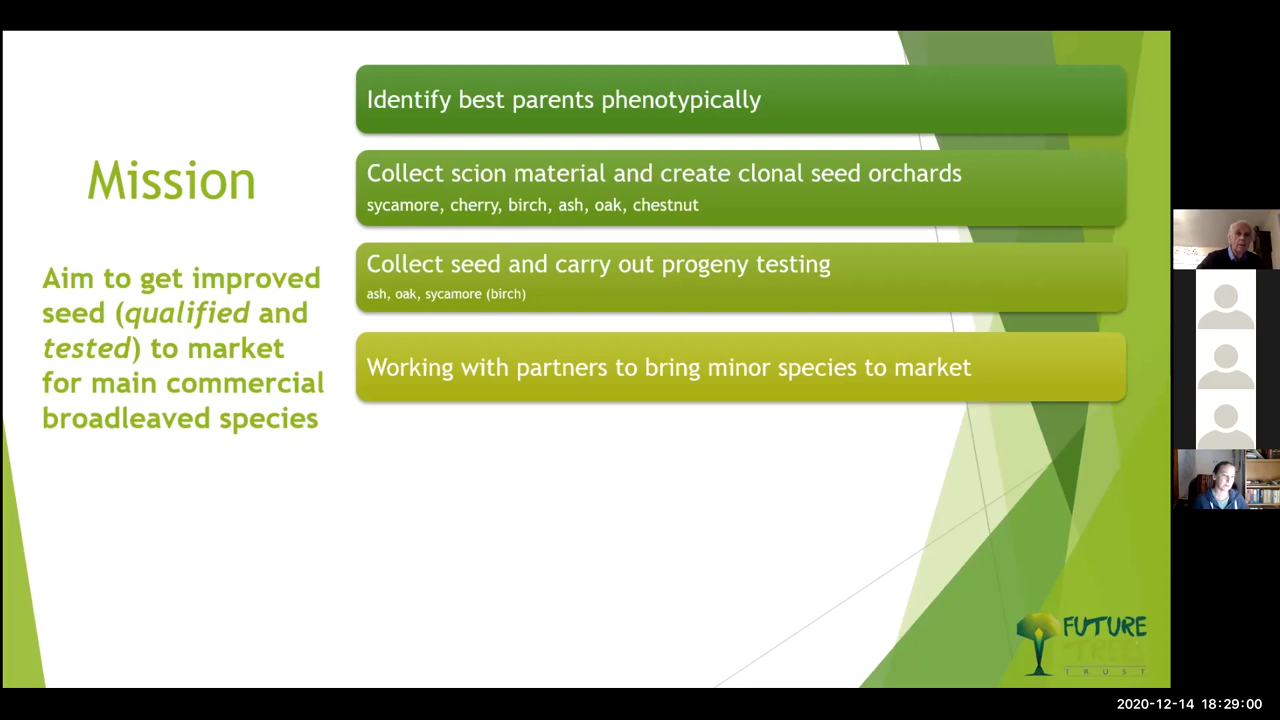 Mission
Aim to get improved
seed (qualified and
tested) to market
for main commercial
broadleaved species
Identify best parents phenotypically
Collect scion material and create clonal seed orchards
sycamore, cherry, birch, ash, oak, chestnut
Collect seed and carry out progeny testing
ash, oak, sycamore (birch)
Working with partners to bring minor species to market
FUTURE
TREES
TRUST
2020-12-14 18:29:00